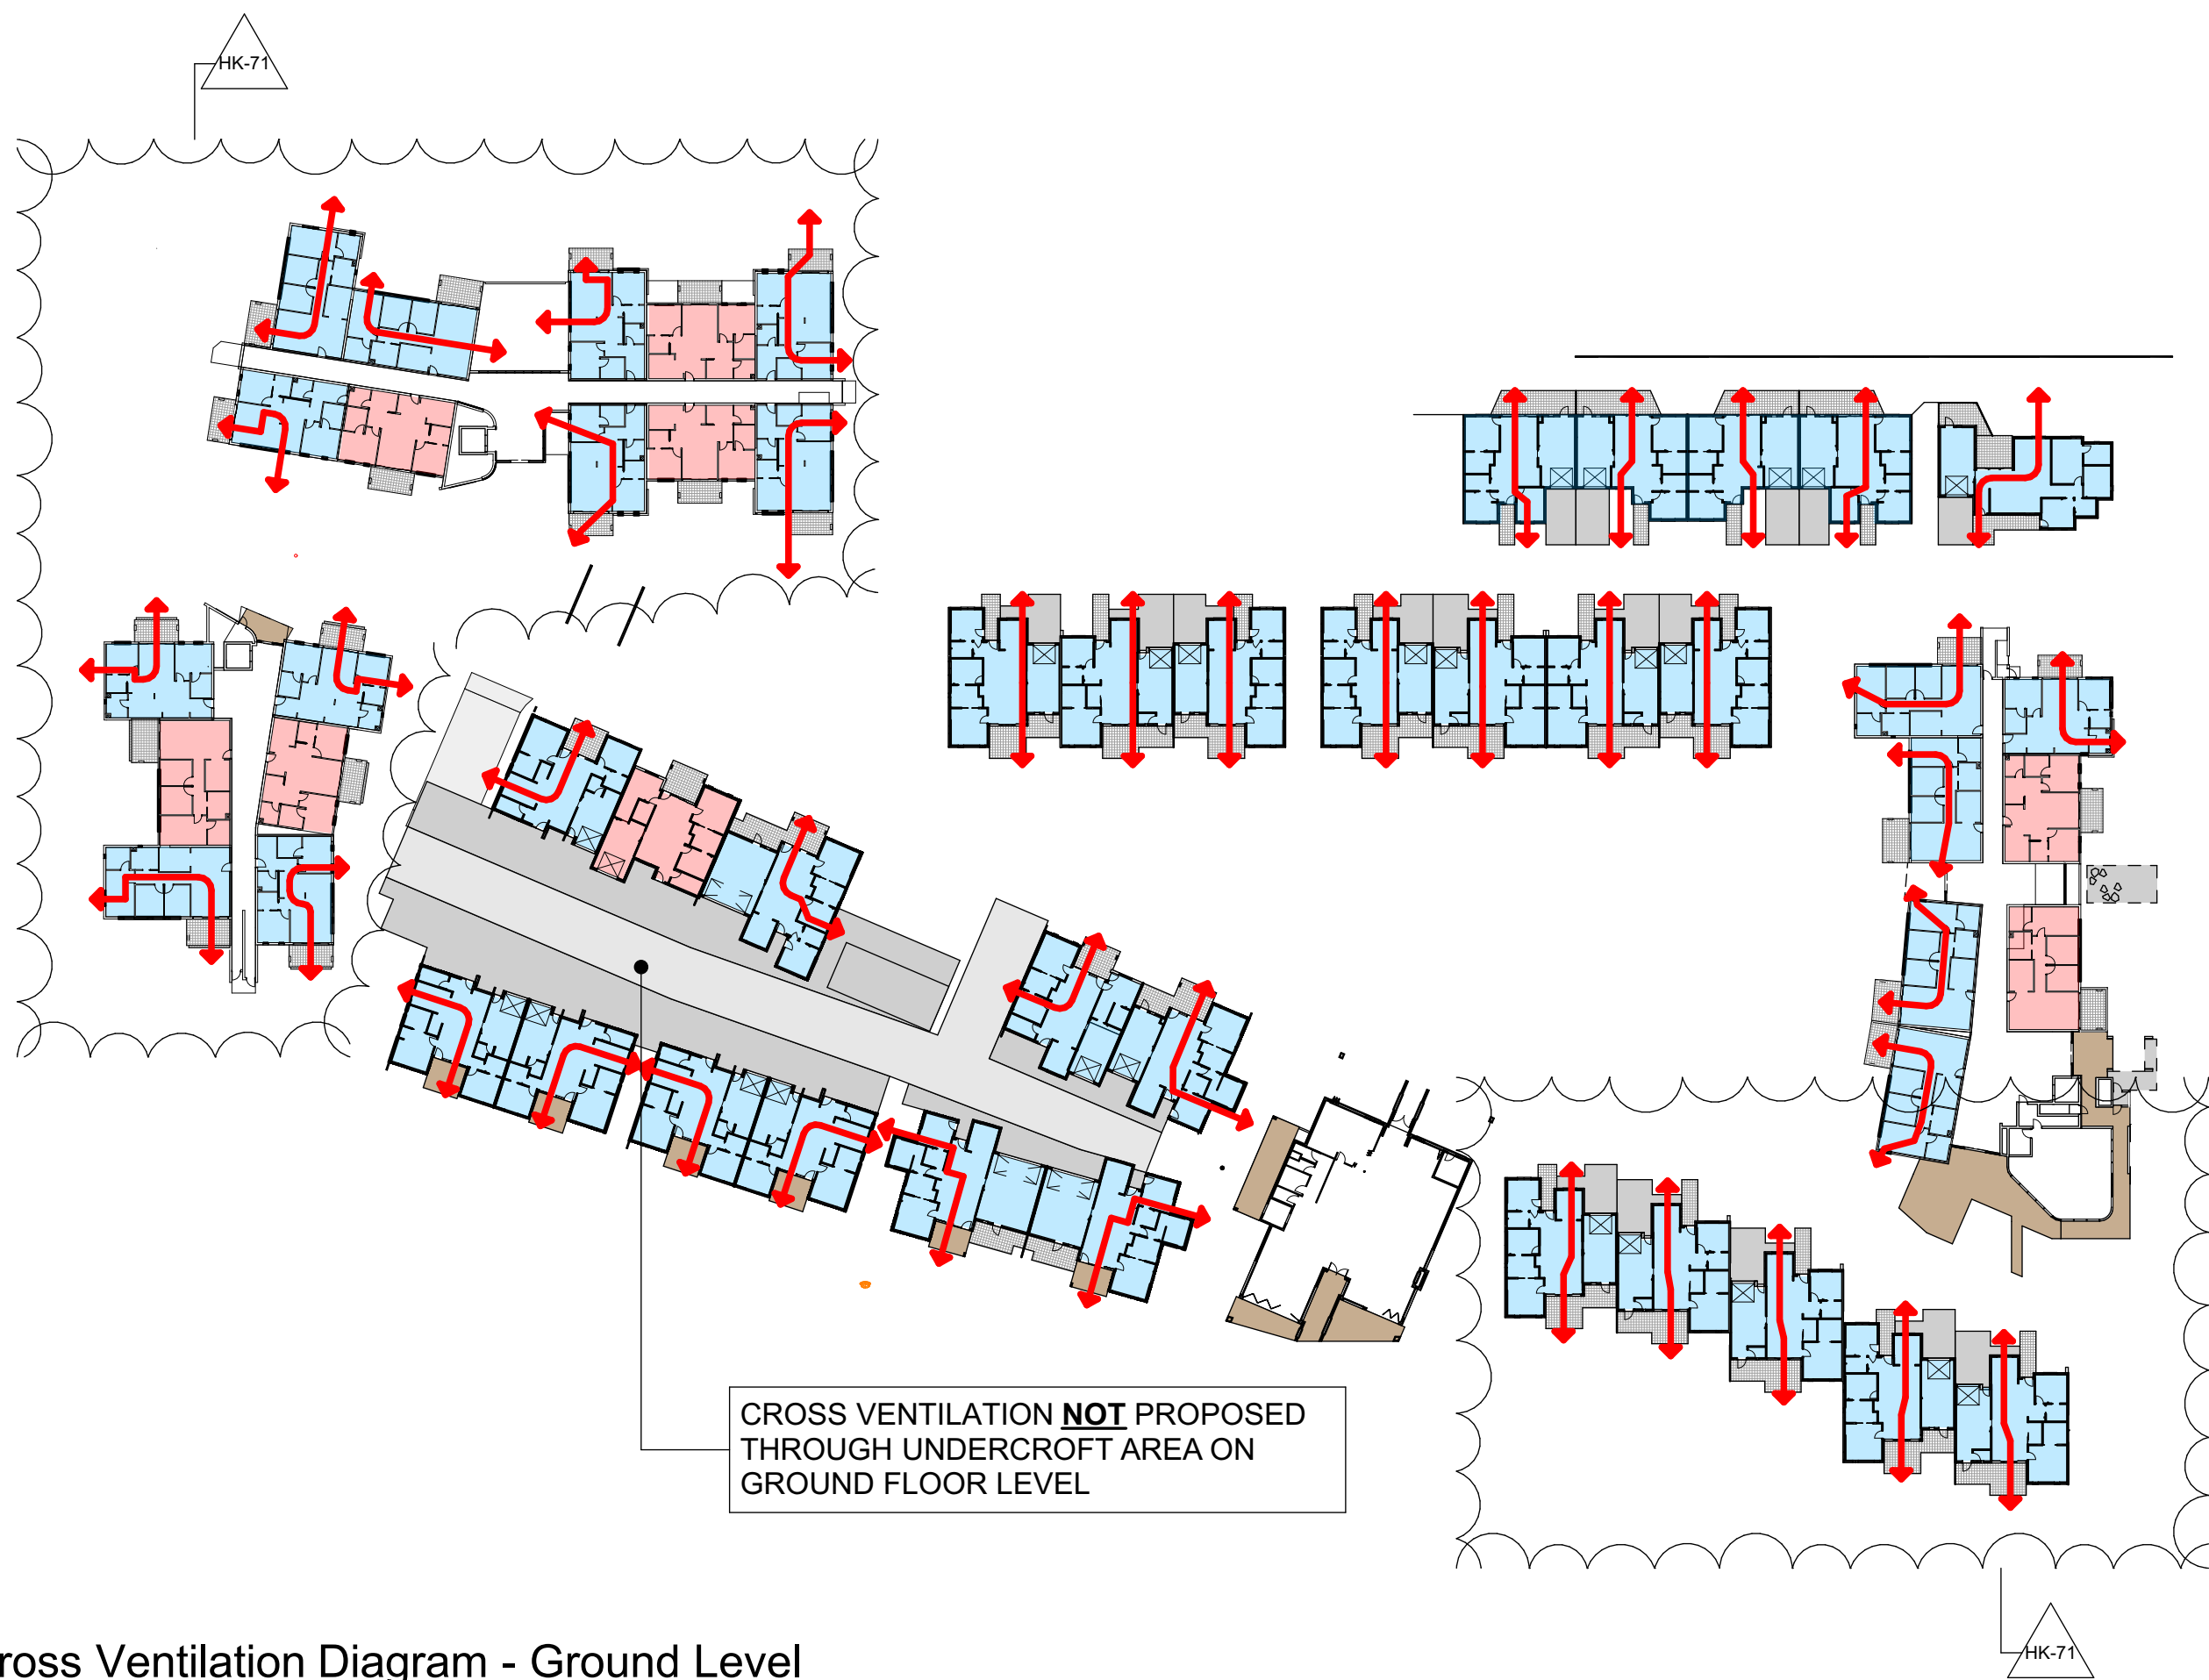 HK-71
CROSS VENTILATION NOT PROPOSED
THROUGH UNDERCROFT AREA ON
GROUND FLOOR LEVEL
ross Ventilation Diagram - Ground Level
HK-71